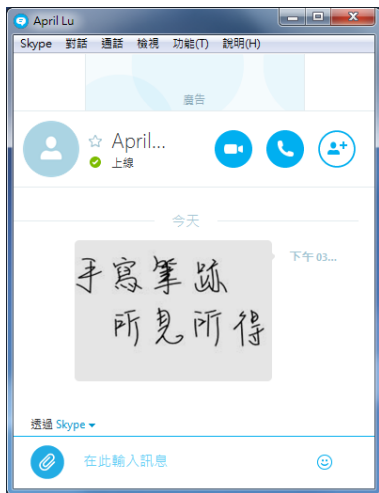 April Lu
Skype 對話 通話 檢視 功能(T) 說明(H)
廣告
April...
上線
今天
下午 03...
手寫筆跡
所見所得
透過 Skype
在此輸入訊息